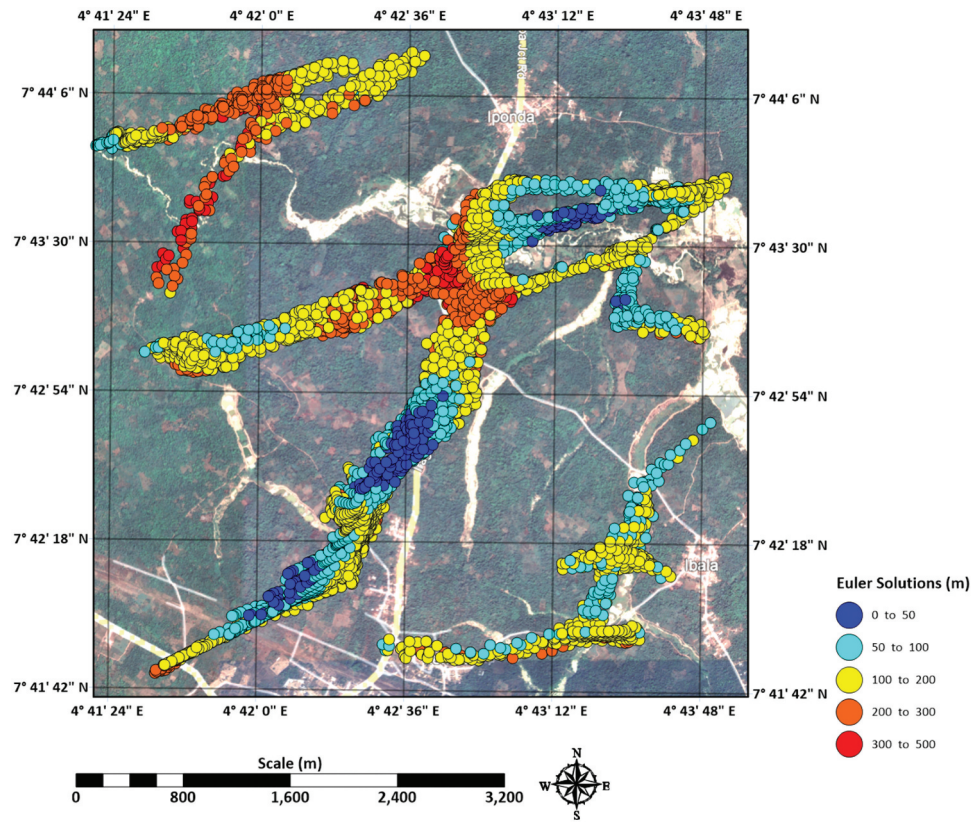 4° 41' 24" E 4° 42' 0" E 4° 42' 36" E 4° 43' 12" E 4° 43' 48" E
7° 44' 6" N 7° 44' 6" N
Iponda
7° 43' 30" N 7° 43' 30" N
7° 42' 54" N 7° 42' 54" N
7° 42' 18" N 7° 42' 18" N
Ibala
7° 41' 42" N 7° 41' 42" N
4° 41' 24" E 4° 42' 0" E 4° 42' 36" E 4° 43' 12" E 4° 43' 48" E
Euler Solutions (m)
0 to 50
50 to 100
100 to 200
200 to 300
300 to 500
Scale (m)
0 800 1,600 2,400 3,200
N
W E
S